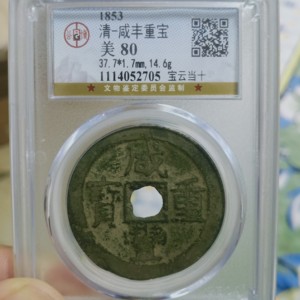 1853
清-咸丰重宝
美 80
37.7*1.7mm,14.6g
1114052705 宝云当十
★★★ 文物鉴定委员会监制 ★★★
咸
寶 重
豐